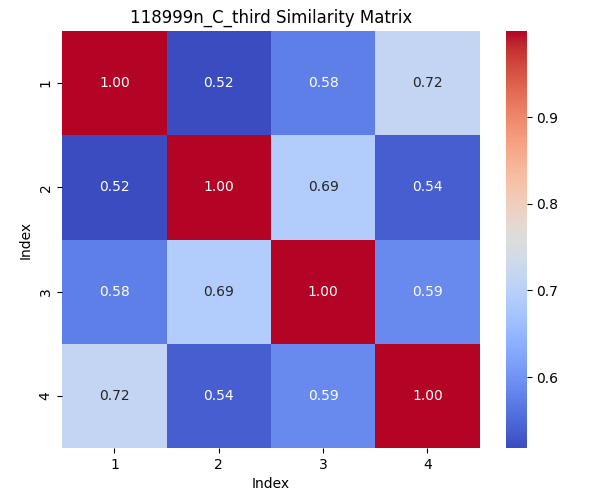 118999n_C_third Similarity Matrix
1 1.00 0.52 0.58 0.72
2 0.52 1.00 0.69 0.54
3 0.58 0.69 1.00 0.59
4 0.72 0.54 0.59 1.00
1 2 3 4
Index
Index
0.9
0.8
0.7
0.6